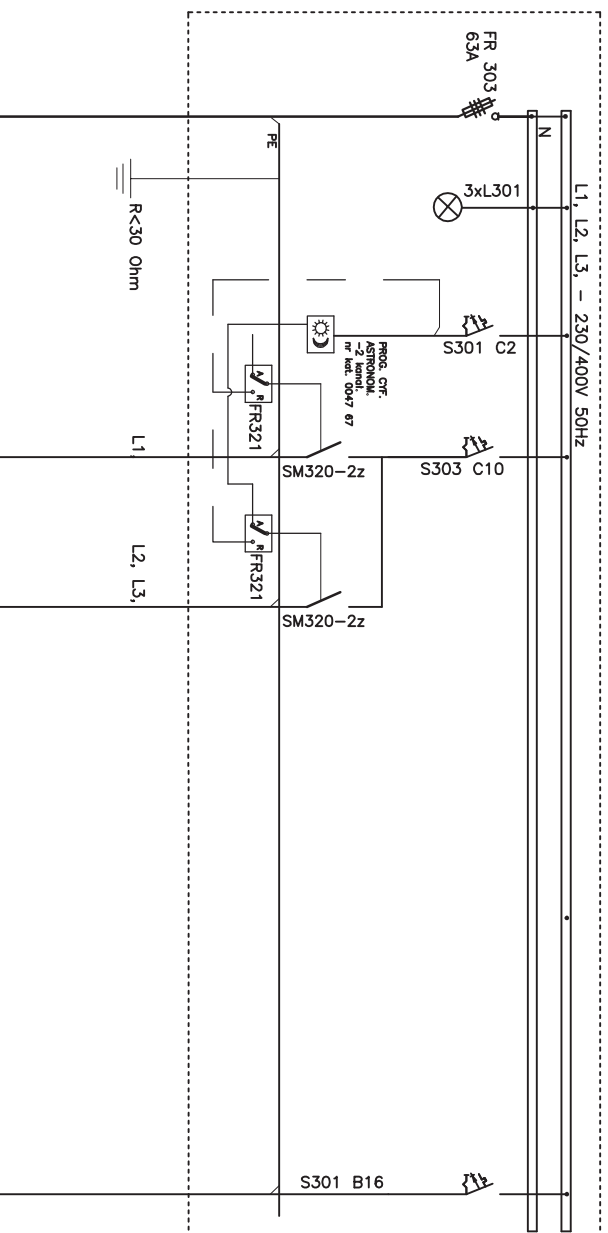 FR 303
63A
N
L1, L2, L3, – 230/400V 50Hz
3xL301
PE
R<30 Ohm
S301 C2
PROG. CYF.
ASTRONOM.
–2 kanal.
nr kat. 0047 67
A
R
FR321
L1,
SM320–2z
S303 C10
A
R
FR321
L2, L3,
SM320–2z
S301 B16